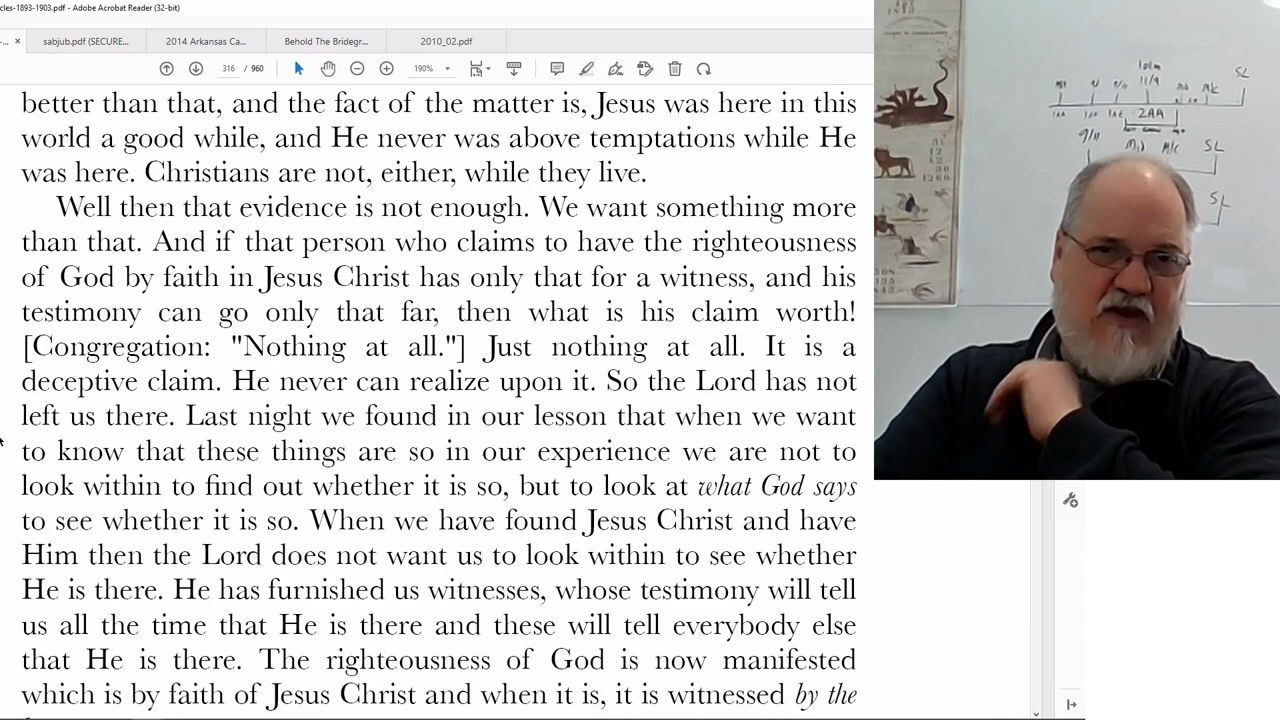 cles-1893-1903.pdf - Adobe Acrobat Reader (32-bit)
... × sabjub.pdf (SECURE... 2014 Arkansas Ca... Behold The Bridegr... 2010_02.pdf
316 / 960 190%
better than that, and the fact of the matter is, Jesus was here in this
world a good while, and He never was above temptations while He
was here. Christians are not, either, while they live.
Well then that evidence is not enough. We want something more
than that. And if that person who claims to have the righteousness
of God by faith in Jesus Christ has only that for a witness, and his
testimony can go only that far, then what is his claim worth!
[Congregation: "Nothing at all."] Just nothing at all. It is a
deceptive claim. He never can realize upon it. So the Lord has not
left us there. Last night we found in our lesson that when we want
to know that these things are so in our experience we are not to
look within to find out whether it is so, but to look at what God says
to see whether it is so. When we have found Jesus Christ and have
Him then the Lord does not want us to look within to see whether
He is there. He has furnished us witnesses, whose testimony will tell
us all the time that He is there and these will tell everybody else
that He is there. The righteousness of God is now manifested
which is by faith of Jesus Christ and when it is, it is witnessed by the
11/9
SL
2AA
9/11
SL
SL
1260